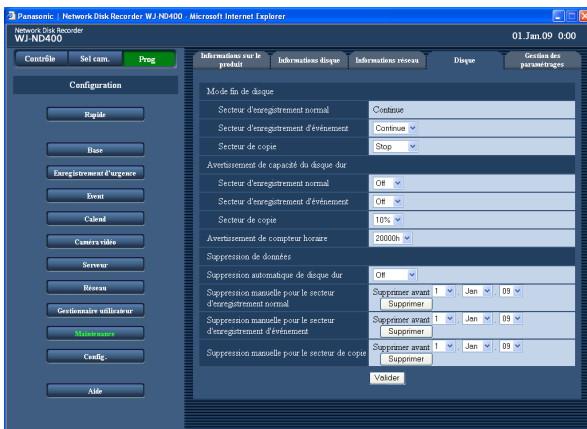 Panasonic | Network Disk Recorder WJ-ND400 - Microsoft Internet Explorer
Network Disk Recorder
WJ-ND400
01.Jan.09 0:00
Contrôle Sel cam. Prog
Informations sur le produit Informations disque Informations réseau Disque Gestion des paramétrages
Configuration
Rapide
Base
Enregistrement d'urgence
Event
Calend
Caméra vidéo
Serveur
Réseau
Gestionnaire utilisateur
Maintenance
Config.
Aide
Mode fin de disque
Secteur d'enregistrement normal Continue
Secteur d'enregistrement d'événement Continue
Secteur de copie Stop
Avertissement de capacité du disque dur
Secteur d'enregistrement normal Off
Secteur d'enregistrement d'événement Off
Secteur de copie 10%
Avertissement de compteur horaire 20000h
Suppression de données
Suppression automatique de disque dur Off
Suppression manuelle pour le secteur d'enregistrement normal Supprimer avant 1 . Jan . 09
Supprimer
Suppression manuelle pour le secteur d'enregistrement d'événement Supprimer avant 1 . Jan . 09
Supprimer
Suppression manuelle pour le secteur de copie Supprimer avant 1 . Jan . 09
Supprimer
Valider